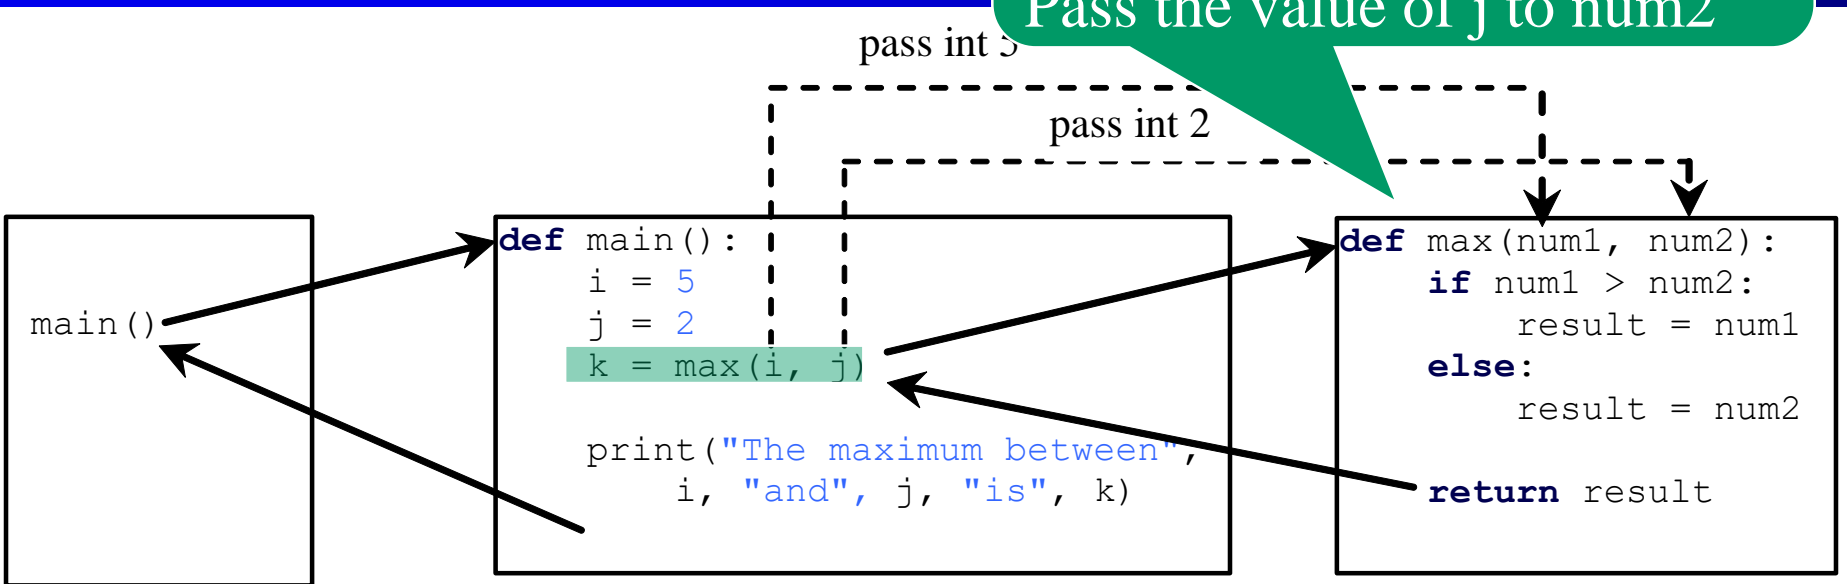 Pass the value of j to num2
pass int 5
pass int 2
main()
def main():
    i = 5
    j = 2
    k = max(i, j)
    print("The maximum between",
        i, "and", j, "is", k)
def max(num1, num2):
    if num1 > num2:
        result = num1
    else:
        result = num2
    return result